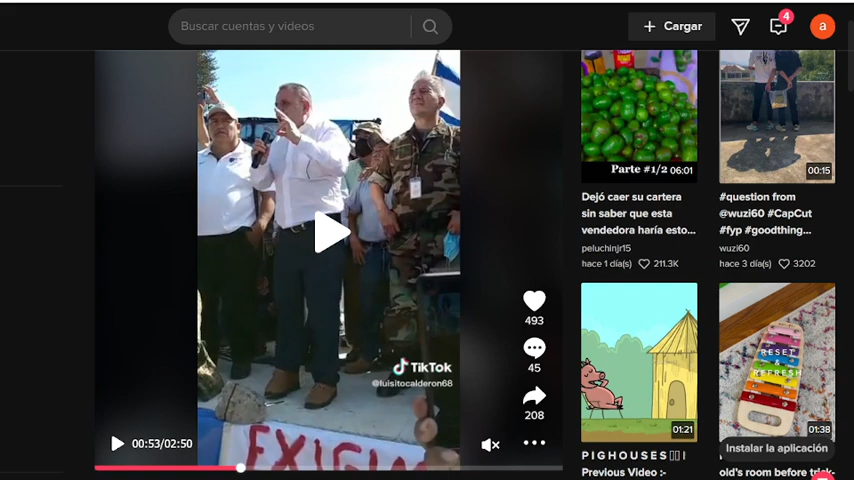 Buscar cuentas y videos
Cargar
4
a
493
45
208
TikTok
@luisitocalderon68
00:53/02:50
EXIGI
Parte #1/2 06:01
Dejó caer su cartera
sin saber que esta
vendedora haría esto...
peluchinjr15
hace 1 día(s) 211.3K
00:15
#question from
@wuzi60 #CapCut
#fyp #goodthing...
wuzi60
hace 3 día(s) 3202
01:21
P I G H O U S E S
Previous Video :-
RESET
&
REFRESH
01:38
Instalar la aplicación
old's room before trick-